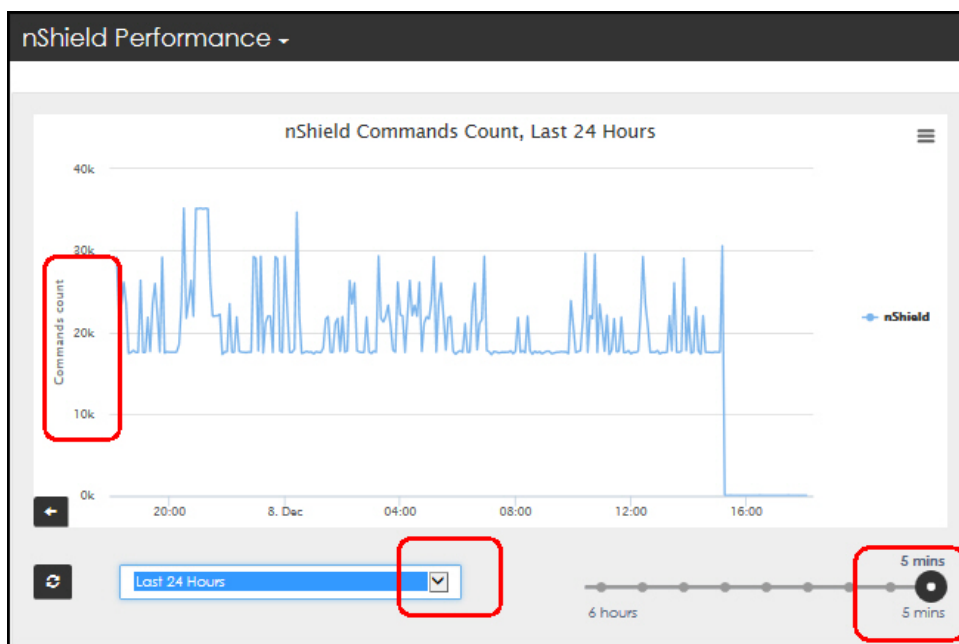 nShield Performance
nShield Commands Count, Last 24 Hours
40k
30k
20k
10k
0k
Commands count
20:00
8. Dec
04:00
08:00
12:00
16:00
nShield
Last 24 Hours
5 mins
6 hours
5 mins